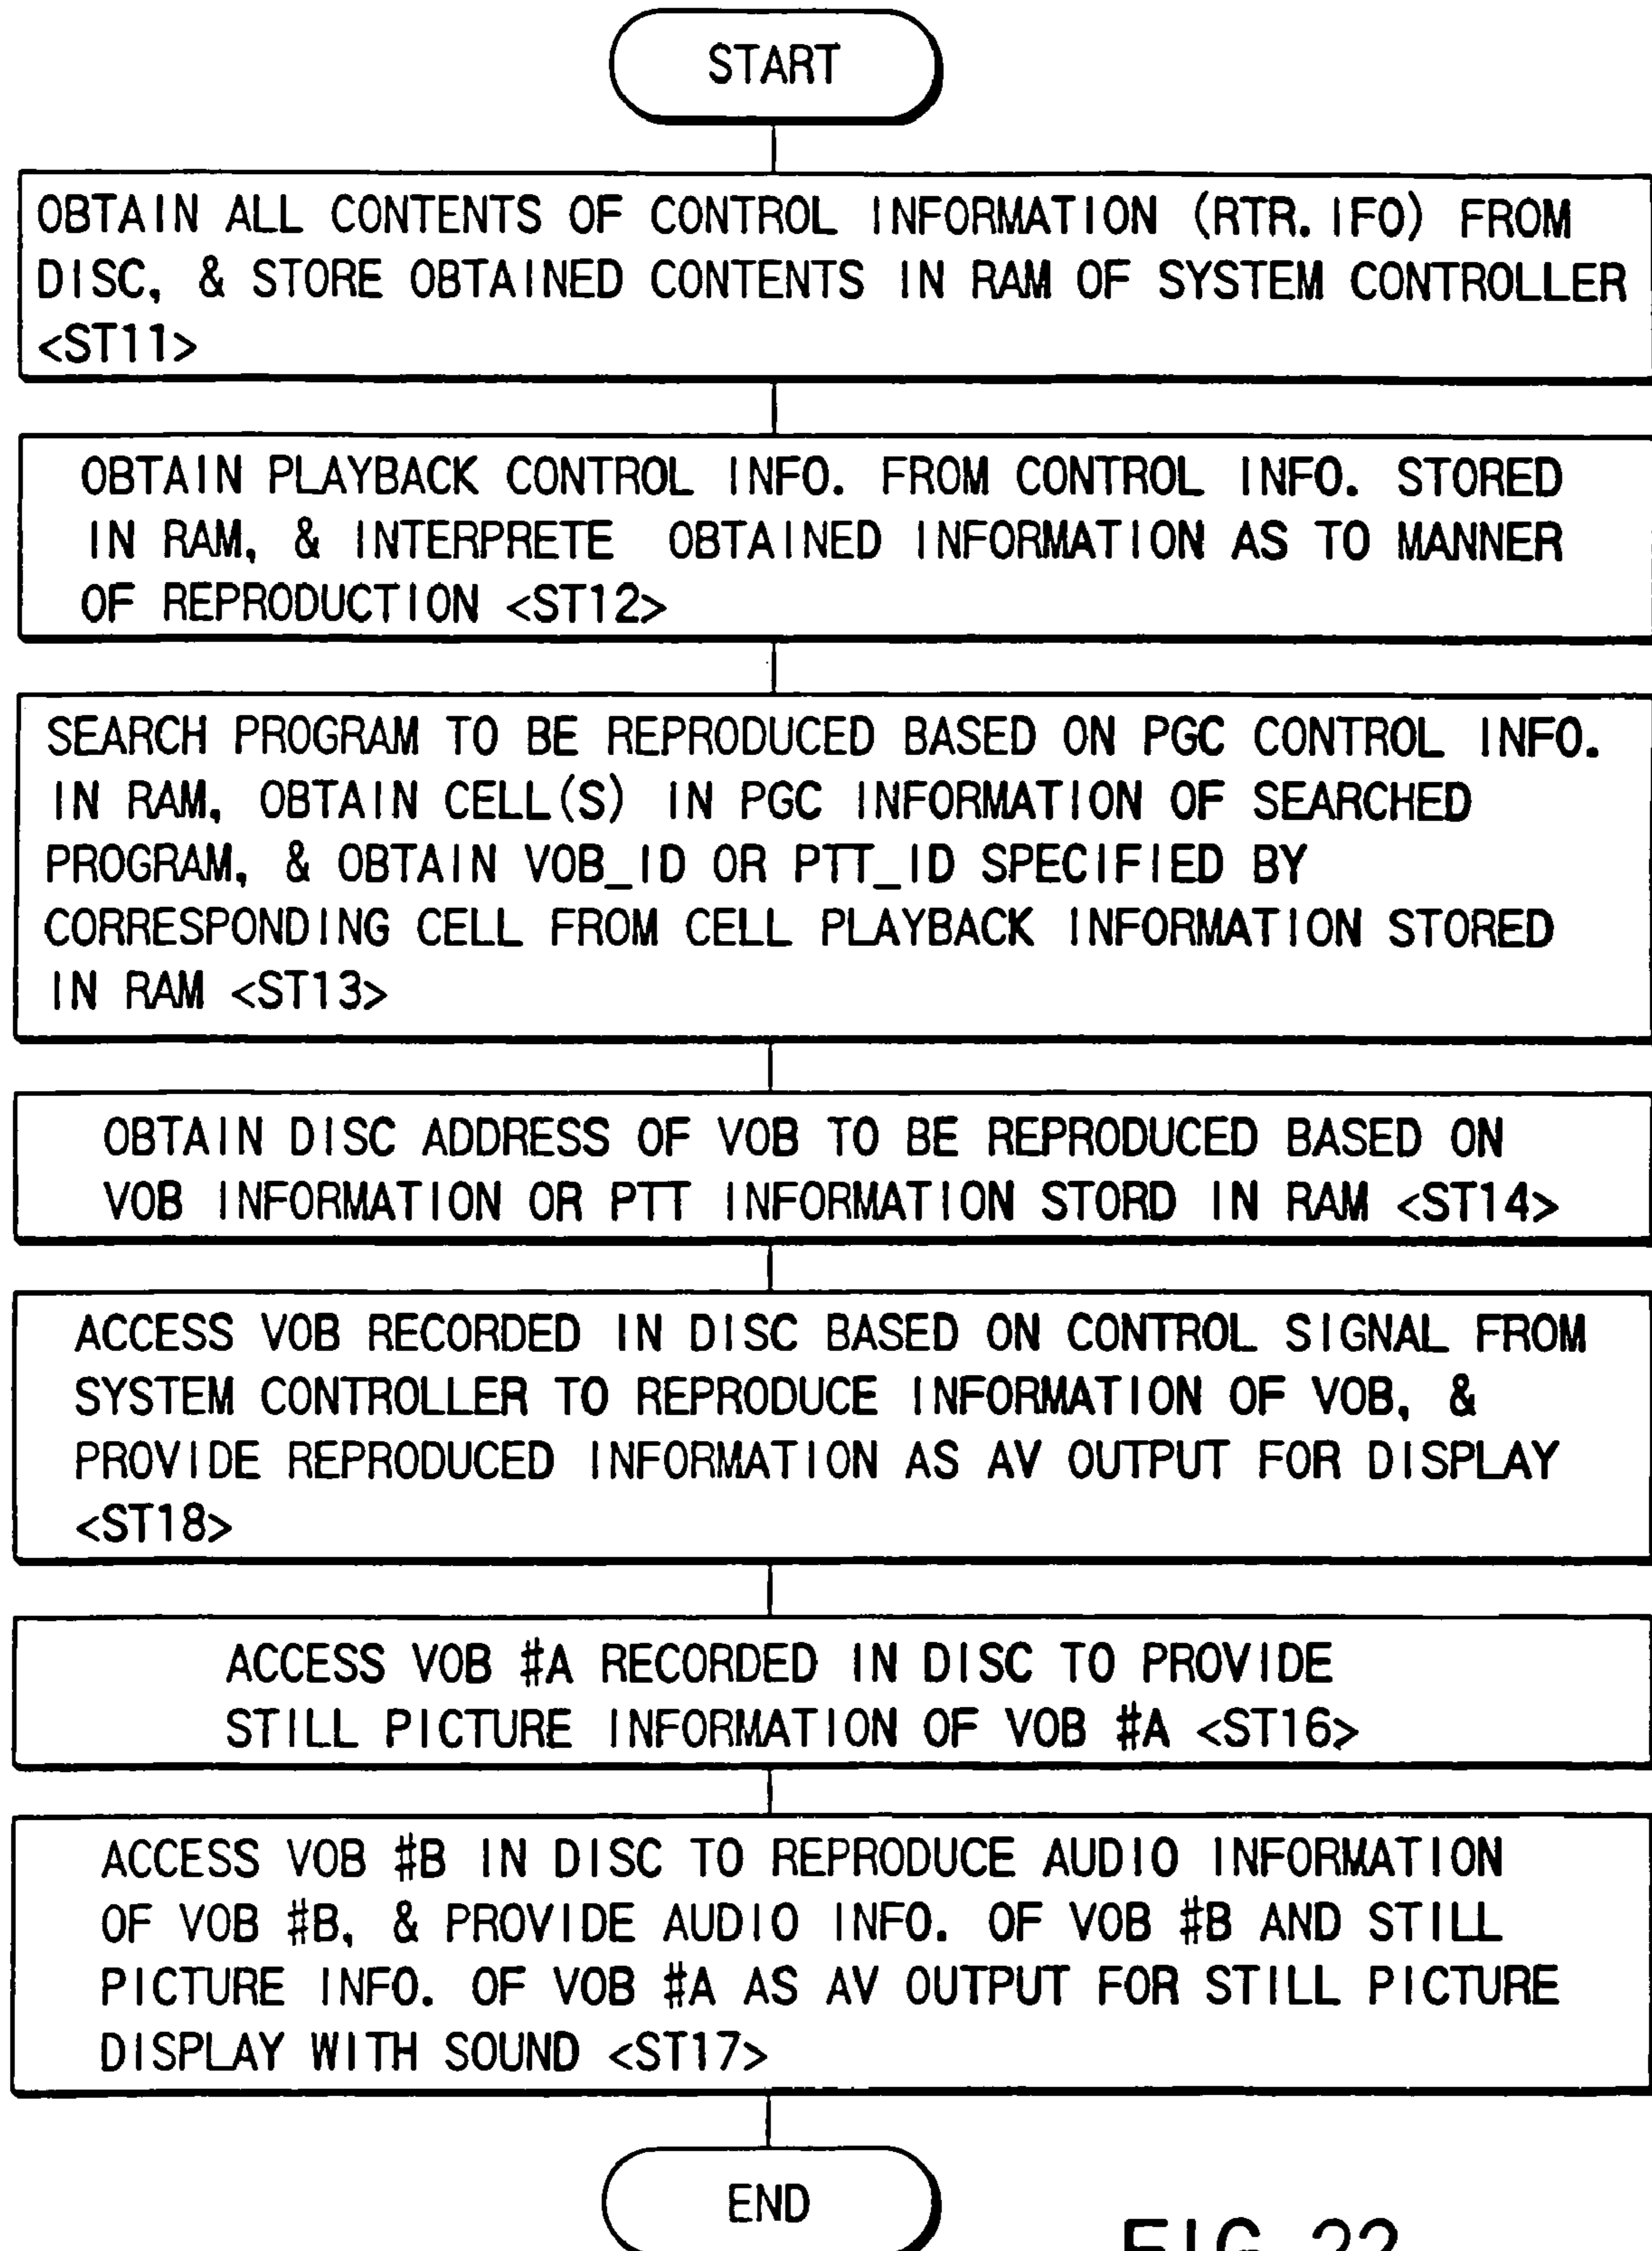 START
OBTAIN ALL CONTENTS OF CONTROL INFORMATION (RTR.IFO) FROM
DISC, & STORE OBTAINED CONTENTS IN RAM OF SYSTEM CONTROLLER
<ST11>
OBTAIN PLAYBACK CONTROL INFO. FROM CONTROL INFO. STORED
IN RAM, & INTERPRETE OBTAINED INFORMATION AS TO MANNER
OF REPRODUCTION <ST12>
SEARCH PROGRAM TO BE REPRODUCED BASED ON PGC CONTROL INFO.
IN RAM, OBTAIN CELL(S) IN PGC INFORMATION OF SEARCHED
PROGRAM, & OBTAIN VOB_ID OR PTT_ID SPECIFIED BY
CORRESPONDING CELL FROM CELL PLAYBACK INFORMATION STORED
IN RAM <ST13>
OBTAIN DISC ADDRESS OF VOB TO BE REPRODUCED BASED ON
VOB INFORMATION OR PTT INFORMATION STORD IN RAM <ST14>
ACCESS VOB RECORDED IN DISC BASED ON CONTROL SIGNAL FROM
SYSTEM CONTROLLER TO REPRODUCE INFORMATION OF VOB, &
PROVIDE REPRODUCED INFORMATION AS AV OUTPUT FOR DISPLAY
<ST18>
ACCESS VOB #A RECORDED IN DISC TO PROVIDE
STILL PICTURE INFORMATION OF VOB #A <ST16>
ACCESS VOB #B IN DISC TO REPRODUCE AUDIO INFORMATION
OF VOB #B, & PROVIDE AUDIO INFO. OF VOB #B AND STILL
PICTURE INFO. OF VOB #A AS AV OUTPUT FOR STILL PICTURE
DISPLAY WITH SOUND <ST17>
END
FIG. 22